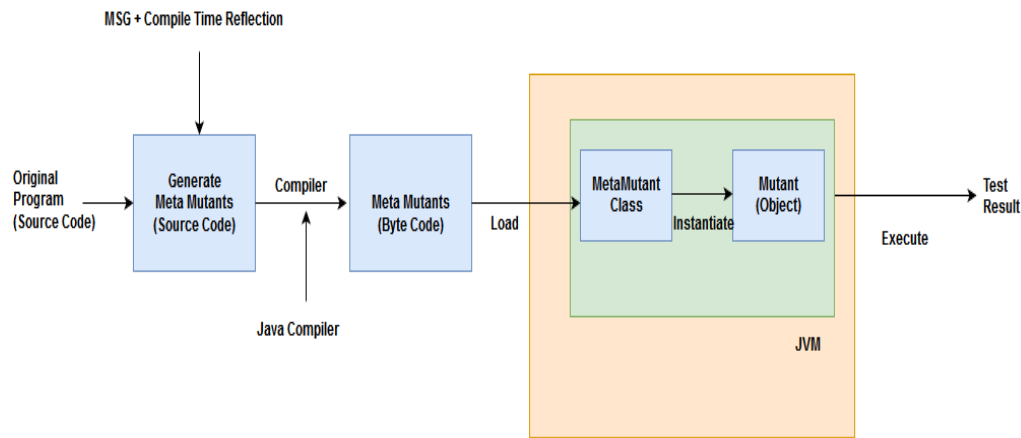 MSG + Compile Time Reflection
Original
Program
(Source Code)
Generate
Meta Mutants
(Source Code)
Compiler
Java Compiler
Meta Mutants
(Byte Code)
Load
MetaMutant
Class
Instantiate
Mutant
(Object)
JVM
Execute
Test
Result